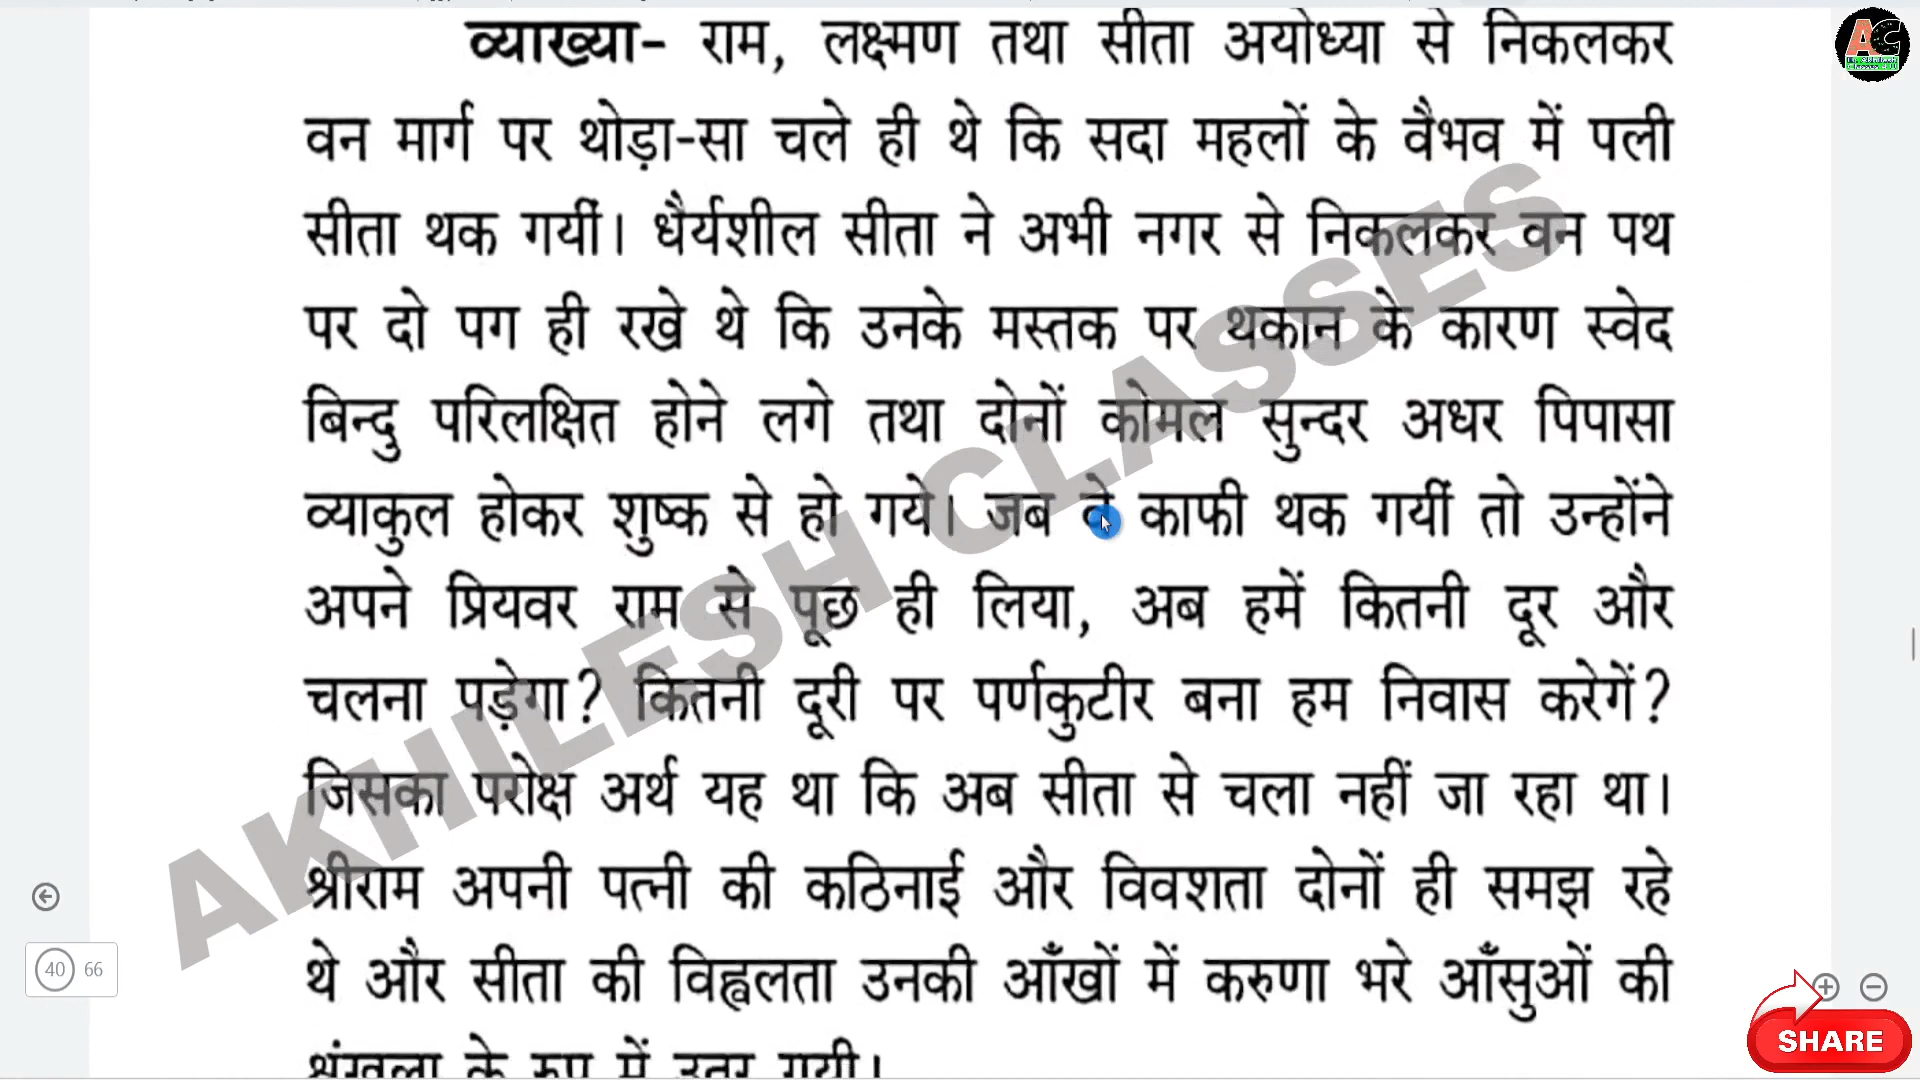 व्याख्या- राम, लक्ष्मण तथा सीता अयोध्या से निकलकर
वन मार्ग पर थोड़ा-सा चले ही थे कि सदा महलों के वैभव में पली
सीता थक गयीं। धैर्यशील सीता ने अभी नगर से निकलकर वन पथ
पर दो पग ही रखे थे कि उनके मस्तक पर थकान के कारण स्वेद
बिन्दु परिलक्षित होने लगे तथा दोनों कोमल सुन्दर अधर पिपासा
व्याकुल होकर शुष्क से हो गये। जब वे काफी थक गयीं तो उन्होंने
अपने प्रियवर राम से पूछ ही लिया, अब हमें कितनी दूर और
चलना पड़ेगा? कितनी दूरी पर पर्णकुटीर बना हम निवास करेगें?
जिसका परोक्ष अर्थ यह था कि अब सीता से चला नहीं जा रहा था।
श्रीराम अपनी पत्नी की कठिनाई और विवशता दोनों ही समझ रहे
थे और सीता की विह्वलता उनकी आँखों में करुणा भरे आँसुओं की
श्रृंखला के रूप में उतर गयी।
AKHILESH CLASSES
AC
40 66
SHARE